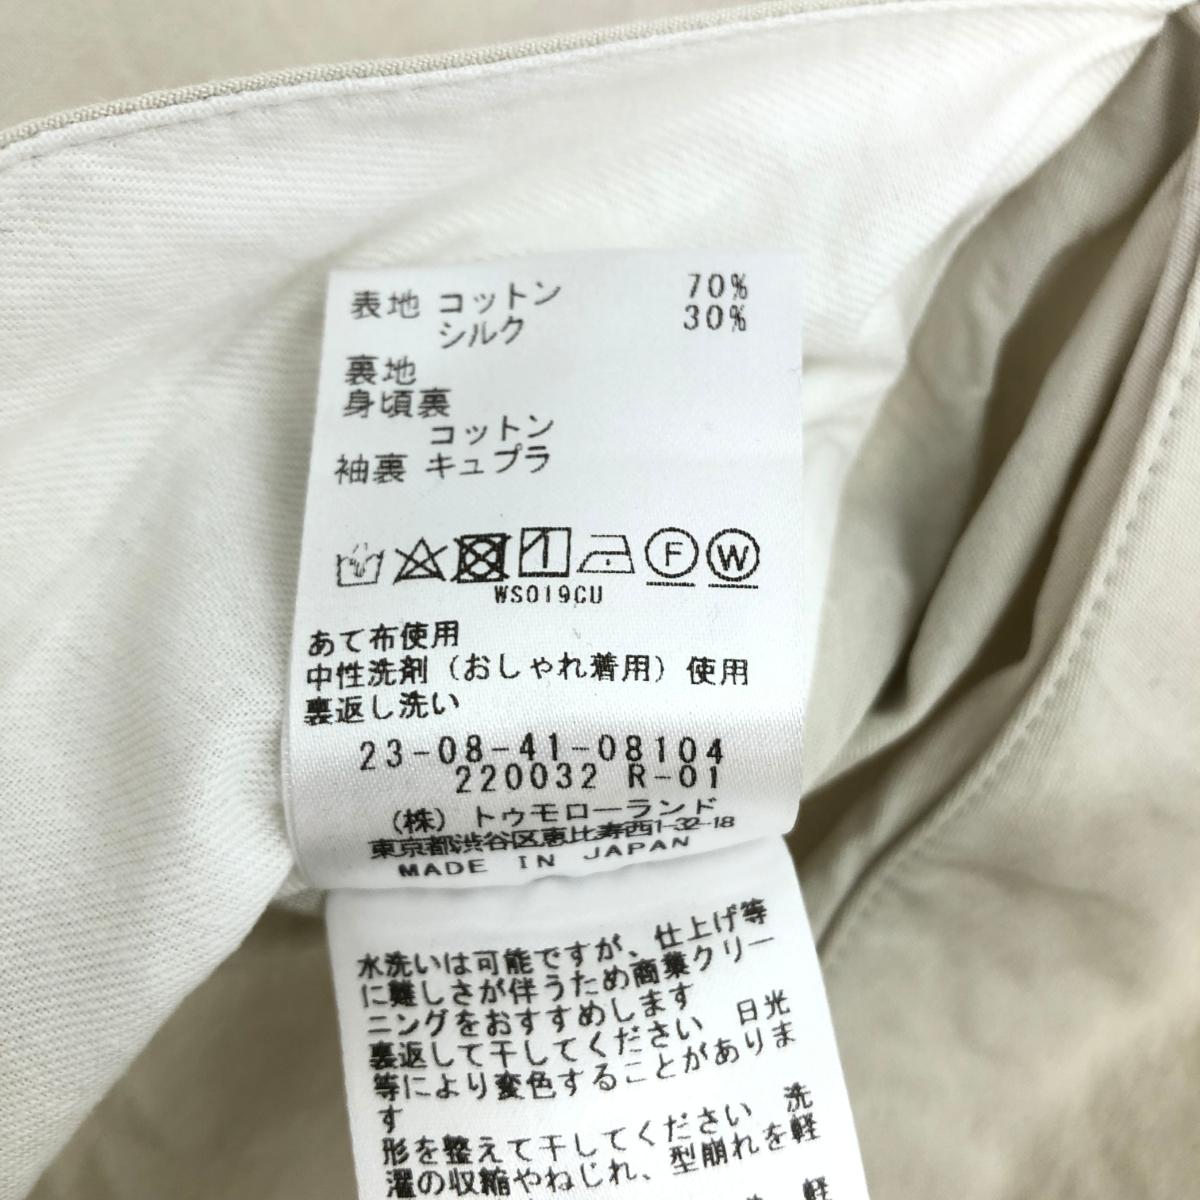 表地 コットン 70%
シルク 30%
裏地
身頃裏
コットン
袖裏 キュプラ
F W
WS019CU
あて布使用
中性洗剤(おしゃれ着用)使用
裏返し洗い
23-08-41-08104
220032 R-01
(株) トゥモローランド
東京都渋谷区恵比寿西1-32-18
MADE IN JAPAN
水洗いは可能ですが、仕上げ等
に難しさが伴うため商業クリー
ニングをおすすめします
裏返して干してください 日光
等により変色することがありま
す
形を整えて干してください 洗
濯の収縮やねじれ、型崩れを軽
軽